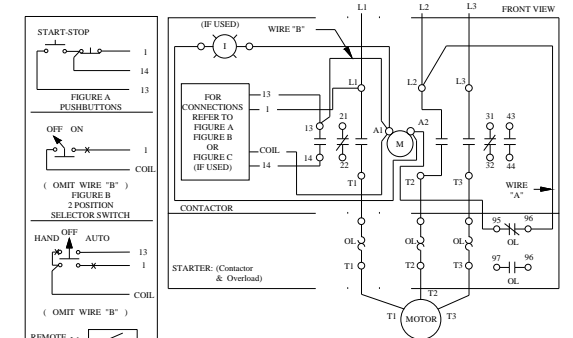 START-STOP
1
14
13
FIGURE A
PUSHBUTTONS
OFF ON
1
COIL
( OMIT WIRE "B" )
FIGURE B
2 POSITION
SELECTOR SWITCH
OFF
HAND AUTO
13
1
COIL
( OMIT WIRE "B" )
REMOTE
L1 L2 L3 FRONT VIEW
(IF USED)
WIRE "B"
I
L1 L2 L3
FOR
CONNECTIONS
REFER TO
FIGURE A
FIGURE B
OR
FIGURE C
(IF USED)
13
1
COIL
14
13 21
14 22
A1 A2
M
31 43
32 44
T1 T2 T3
WIRE
"A"
CONTACTOR
95 96
OL
OL OL OL
97 96
OL
T1 T2 T3
STARTER: (Contactor
& Overload)
T2
T1 MOTOR T3